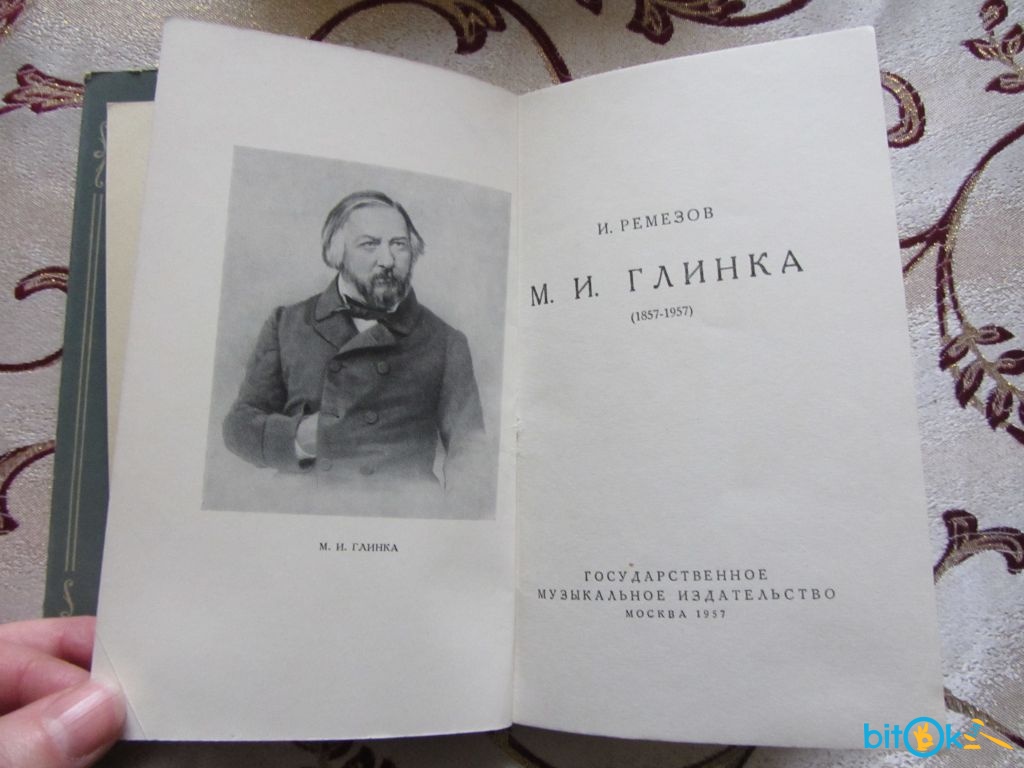 М. И. ГЛИНКА
И. РЕМЕЗОВ
М. И. ГЛИНКА
(1857-1957)
ГОСУДАРСТВЕННОЕ
МУЗЫКАЛЬНОЕ ИЗДАТЕЛЬСТВО
МОСКВА 1957
bitok